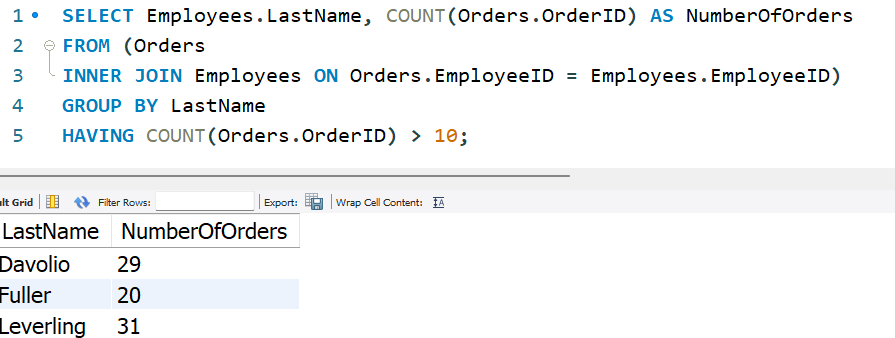 1 SELECT Employees.LastName, COUNT(Orders.OrderID) AS NumberOfOrders
2 FROM (Orders
3 INNER JOIN Employees ON Orders.EmployeeID = Employees.EmployeeID)
4 GROUP BY LastName
5 HAVING COUNT(Orders.OrderID) > 10;
ult Grid Filter Rows: Export: Wrap Cell Content: IA
LastName NumberOfOrders
Davolio 29
Fuller 20
Leverling 31